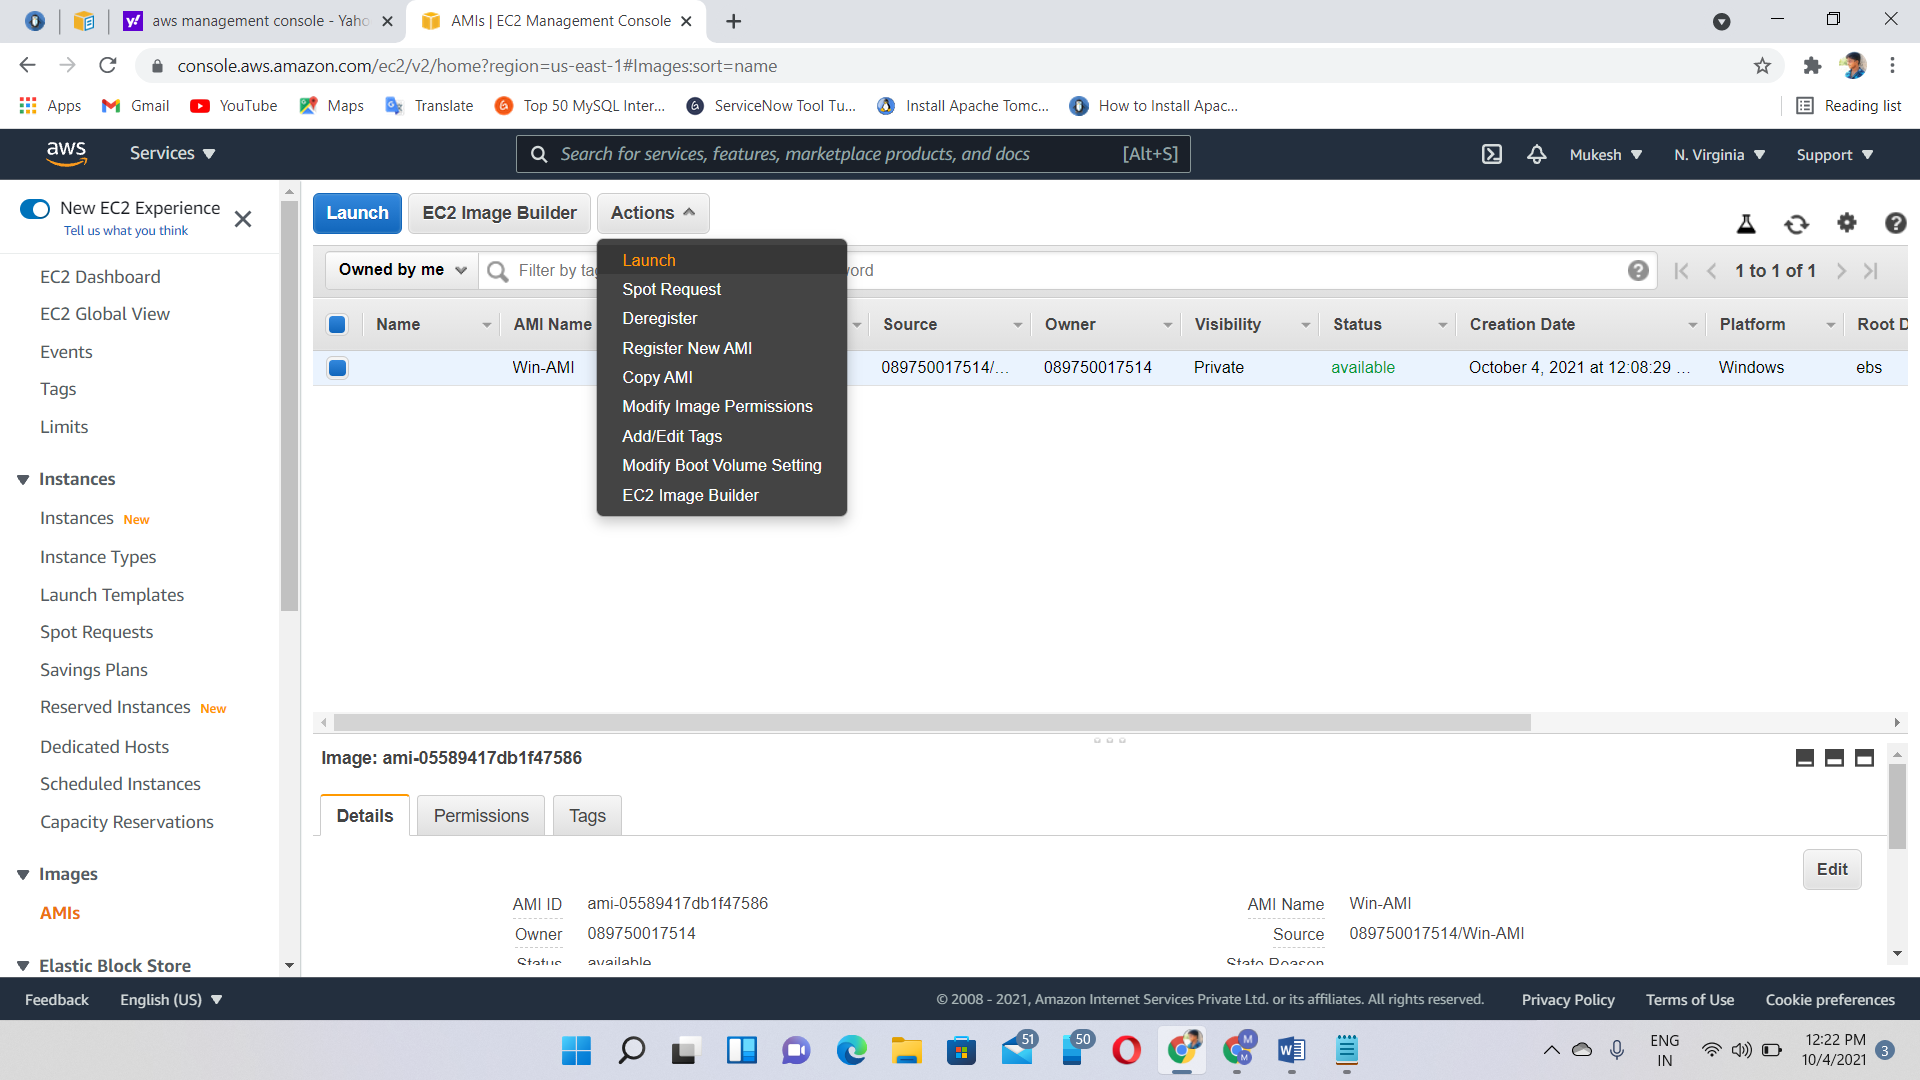 aws management console - Yaho
AMIs | EC2 Management Console
console.aws.amazon.com/ec2/v2/home?region=us-east-1#Images:sort=name
Apps Gmail YouTube Maps Translate Top 50 MySQL Inter... ServiceNow Tool Tu... Install Apache Tomc... How to Install Apac... Reading list
aws Services Search for services, features, marketplace products, and docs [Alt+S] Mukesh N. Virginia Support
New EC2 Experience
Tell us what you think
EC2 Dashboard
EC2 Global View
Events
Tags
Limits
Instances
Instances New
Instance Types
Launch Templates
Spot Requests
Savings Plans
Reserved Instances New
Dedicated Hosts
Scheduled Instances
Capacity Reservations
Images
AMIs
Elastic Block Store
Launch EC2 Image Builder Actions
Launch
Spot Request
Deregister
Register New AMI
Copy AMI
Modify Image Permissions
Add/Edit Tags
Modify Boot Volume Setting
EC2 Image Builder
Owned by me Filter by tag ord 1 to 1 of 1
Name AMI Name Source Owner Visibility Status Creation Date Platform Root D
Win-AMI 089750017514/... 089750017514 Private available October 4, 2021 at 12:08:29 ... Windows ebs
Image: ami-05589417db1f47586
Details Permissions Tags
Edit
AMI ID ami-05589417db1f47586 AMI Name Win-AMI
Owner 089750017514 Source 089750017514/Win-AMI
Status available State Reason
Feedback English (US) © 2008 - 2021, Amazon Internet Services Private Ltd. or its affiliates. All rights reserved. Privacy Policy Terms of Use Cookie preferences
51 50 M M ENG 12:22 PM
IN 10/4/2021 3